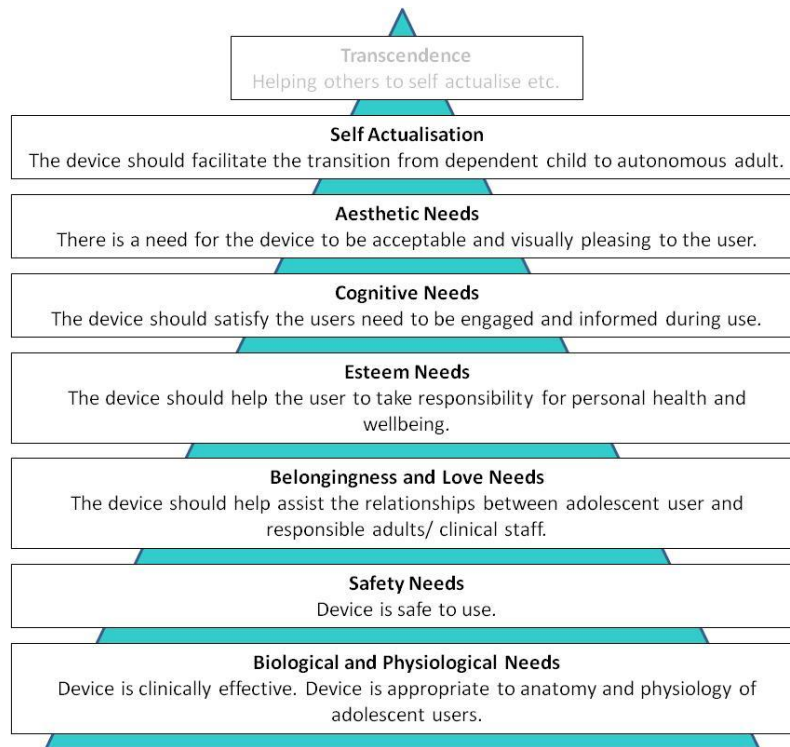 Transcendence
Helping others to self actualise etc.
Self Actualisation
The device should facilitate the transition from dependent child to autonomous adult.
Aesthetic Needs
There is a need for the device to be acceptable and visually pleasing to the user.
Cognitive Needs
The device should satisfy the users need to be engaged and informed during use.
Esteem Needs
The device should help the user to take responsibility for personal health and
wellbeing.
Belongingness and Love Needs
The device should help assist the relationships between adolescent user and
responsible adults/ clinical staff.
Safety Needs
Device is safe to use.
Biological and Physiological Needs
Device is clinically effective. Device is appropriate to anatomy and physiology of
adolescent users.